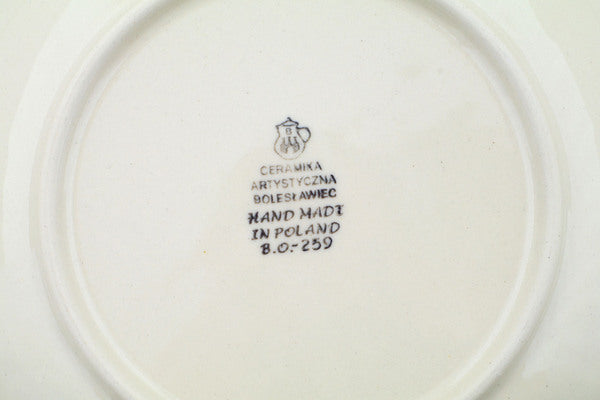 B
CERAMIKA
ARTYSTYCZNA
BOLESŁAWIEC
HAND MADE
IN POLAND
B.O.-259